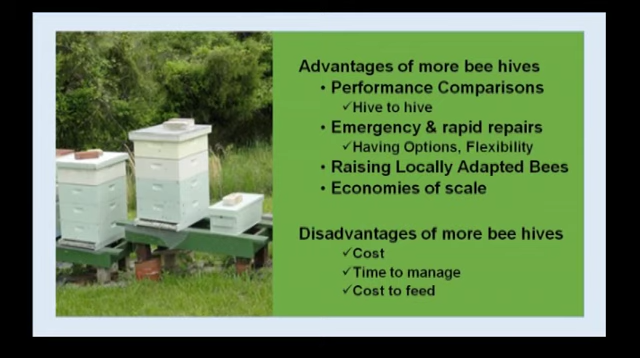 Advantages of more bee hives
• Performance Comparisons
✓Hive to hive
• Emergency & rapid repairs
✓Having Options, Flexibility
• Raising Locally Adapted Bees
• Economies of scale
Disadvantages of more bee hives
✓Cost
✓Time to manage
✓Cost to feed